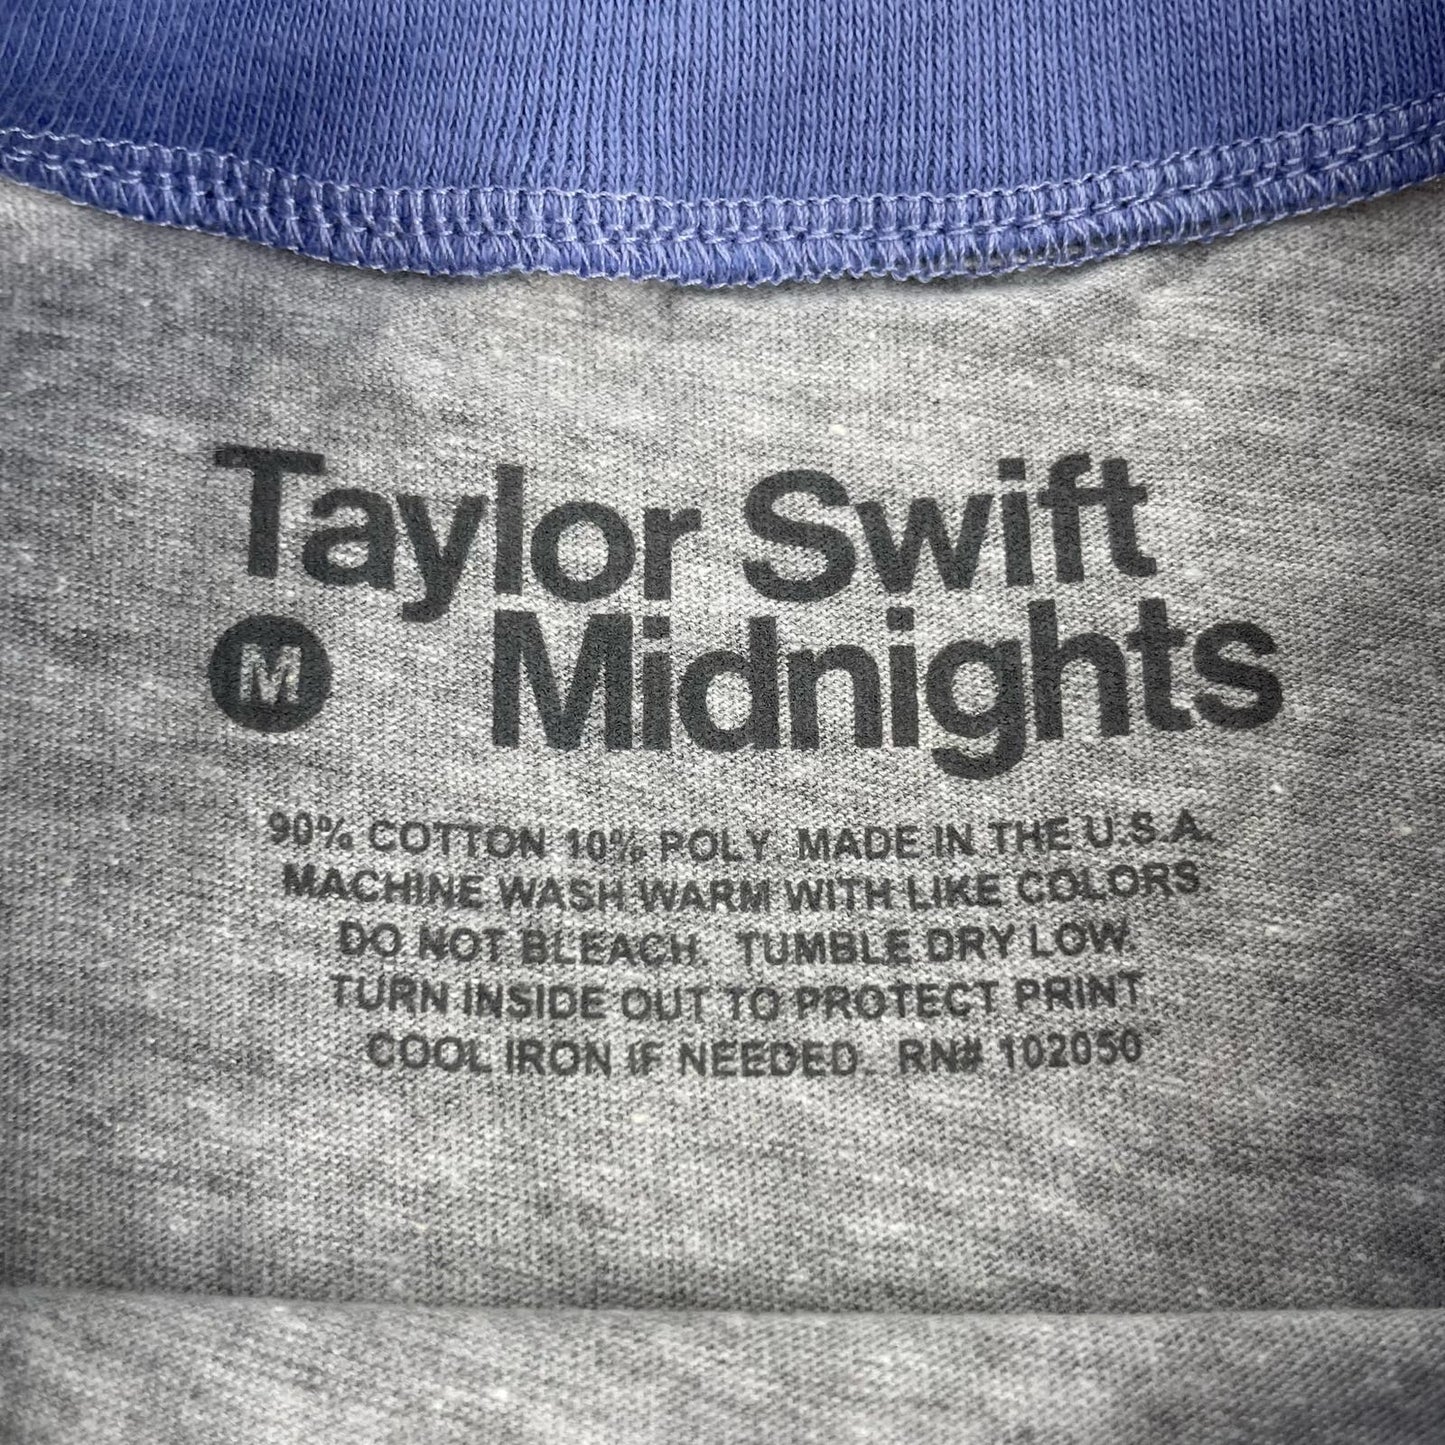 Taylor Swift
M Midnights
90% COTTON 10% POLY. MADE IN THE U.S.A.
MACHINE WASH WARM WITH LIKE COLORS.
DO NOT BLEACH. TUMBLE DRY LOW.
TURN INSIDE OUT TO PROTECT PRINT.
COOL IRON IF NEEDED. RN# 102050